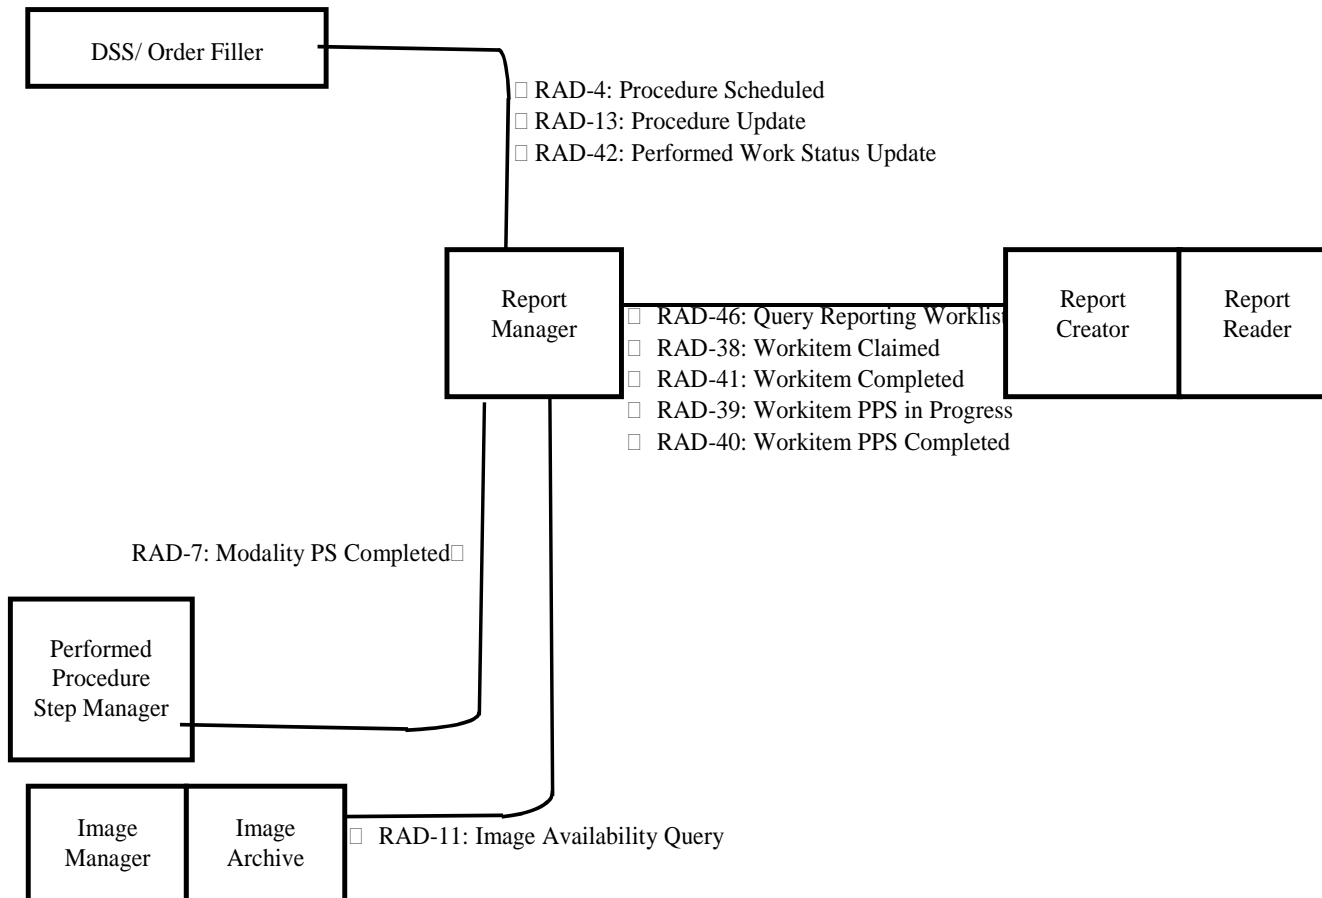 DSS/ Order Filler
□ RAD-4: Procedure Scheduled
□ RAD-13: Procedure Update
□ RAD-42: Performed Work Status Update
Report
Manager
Report
Creator
Report
Reader
□ RAD-46: Query Reporting Worklist
□ RAD-38: Workitem Claimed
□ RAD-41: Workitem Completed
□ RAD-39: Workitem PPS in Progress
□ RAD-40: Workitem PPS Completed
RAD-7: Modality PS Completed□
Performed
Procedure
Step Manager
Image
Manager
Image
Archive
□ RAD-11: Image Availability Query